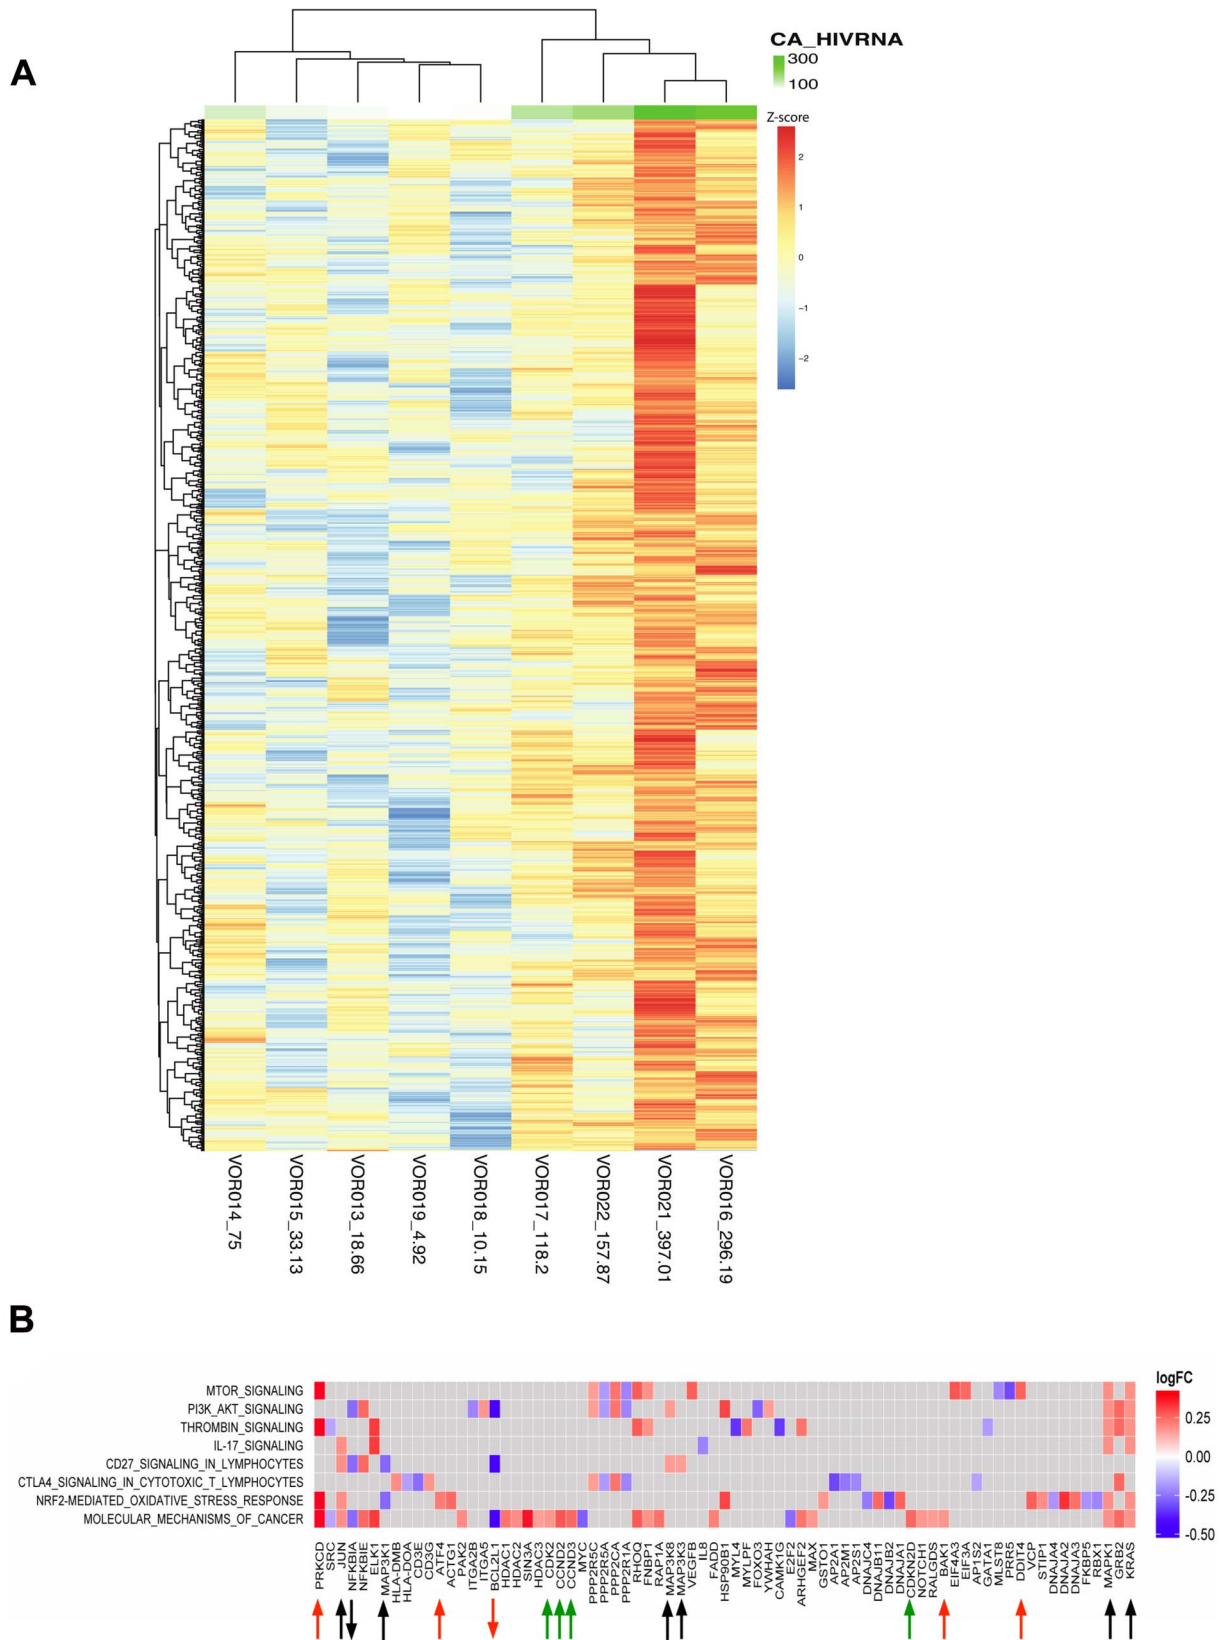 A
CA_HIVRNA
300
100
Z-score
2
1
0
−1
−2
VOR014_75
VOR015_33.13
VOR013_18.66
VOR019_4.92
VOR018_10.15
VOR017_118.2
VOR022_157.87
VOR021_397.01
VOR016_296.19
B
logFC
0.25
0.00
-0.25
-0.50
MTOR_SIGNALING
PI3K_AKT_SIGNALING
THROMBIN_SIGNALING
IL-17_SIGNALING
CD27_SIGNALING_IN_LYMPHOCYTES
CTLA4_SIGNALING_IN_CYTOTOXIC_T_LYMPHOCYTES
NRF2-MEDIATED_OXIDATIVE_STRESS_RESPONSE
MOLECULAR_MECHANISMS_OF_CANCER
PRKCD
SRC
JUN
NFKBIA
NFKBIE
ELK1
MAP3K1
HLA-DMB
HLA-DOA
CD3E
CD3G
ATF4
ACTG1
PAK2
ITGA2B
ITGA5
BCL2L1
HDAC1
HDAC2
SIN3A
HDAC3
CDK2
CCND2
CCND3
MYC
PPP2R5C
PPP2R5A
PPP2CA
PPP2R1A
RHOQ
FNBP1
RAP1A
MAP3K5
MAP3K3
VEGFB
IL8
FADD
HSP90B1
MYL4
MYLPF
FOXO3
YWHAH
CAMK1G
E2F2
ARHGEF2
MAX
GSTO1
AP2A1
AP2M1
AP2S1
DNAJC4
DNAJB11
DNAJB2
DNAJA1
CDKN2D
NOTCH1
RALGDS
BAK1
EIF4A3
EIF3A
AP1S2
GATA1
MLST8
PRR5
DDIT4
VCP
STIP1
DNAJA4
DNAJA2
DNAJA3
FKBP5
RBX1
MAPK1
GRB2
KRAS